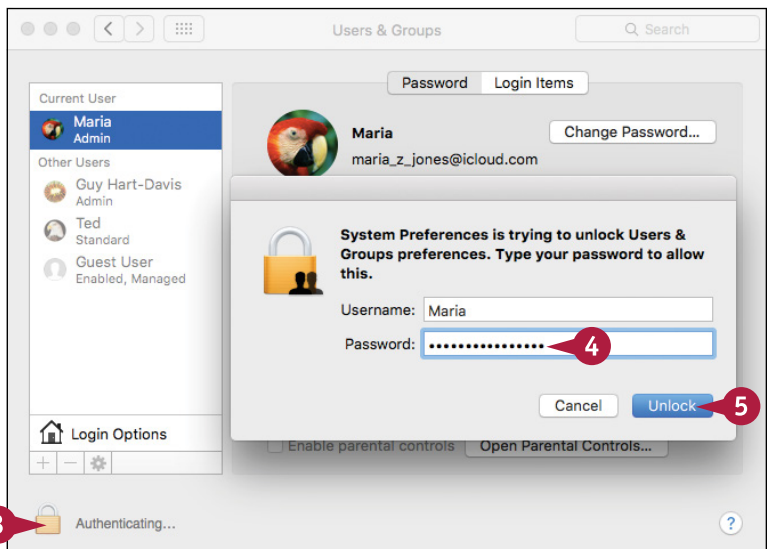 Users & Groups
Search
Password Login Items
Current User
Maria
Admin
Other Users
Guy Hart-Davis
Admin
Ted
Standard
Guest User
Enabled, Managed
Login Options
+ −
Maria
maria_z_jones@icloud.com
Change Password...
System Preferences is trying to unlock Users &
Groups preferences. Type your password to allow
this.
Username: Maria
Password: ••••••••••••••••
4
Cancel Unlock
5
Enable parental controls Open Parental Controls...
3
Authenticating...
?